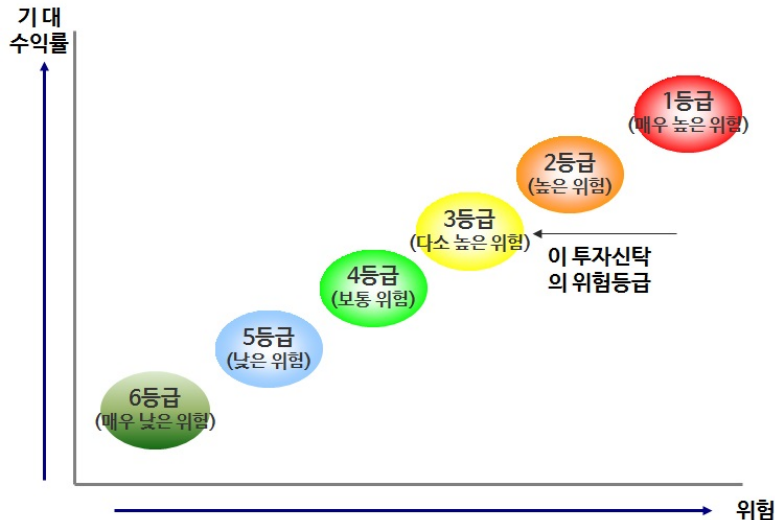 기 대
수익률
1등급
(매우 높은 위험)
2등급
(높은 위험)
3등급
(다소 높은 위험)
이 투자신탁
의 위험등급
4등급
(보통 위험)
5등급
(낮은 위험)
6등급
(매우 낮은 위험)
위험